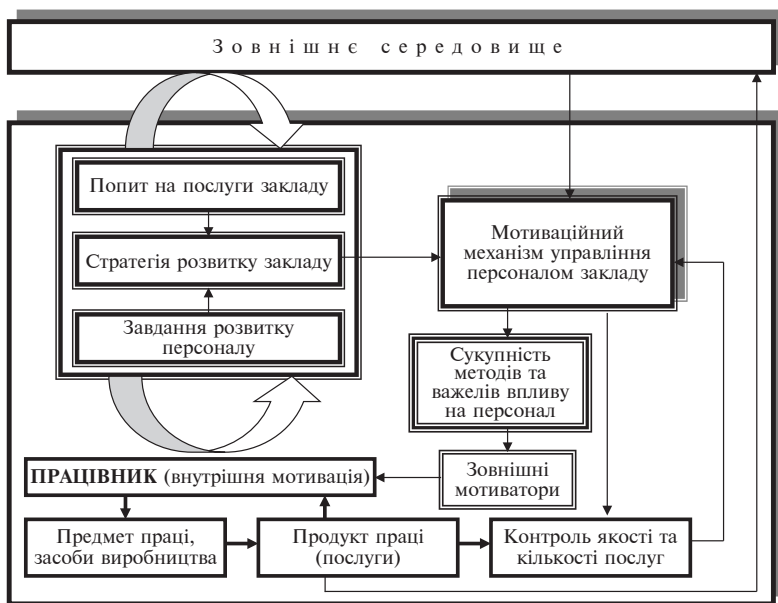 Зовнішнє середовище
Попит на послуги закладу
Стратегія розвитку закладу
Завдання розвитку
персоналу
Мотиваційний
механізм управління
персоналом закладу
Сукупність
методів та
важелів впливу
на персонал
Зовнішні
мотиватори
ПРАЦІВНИК (внутрішня мотивація)
Предмет праці,
засоби виробництва
Продукт праці
(послуги)
Контроль якості та
кількості послуг